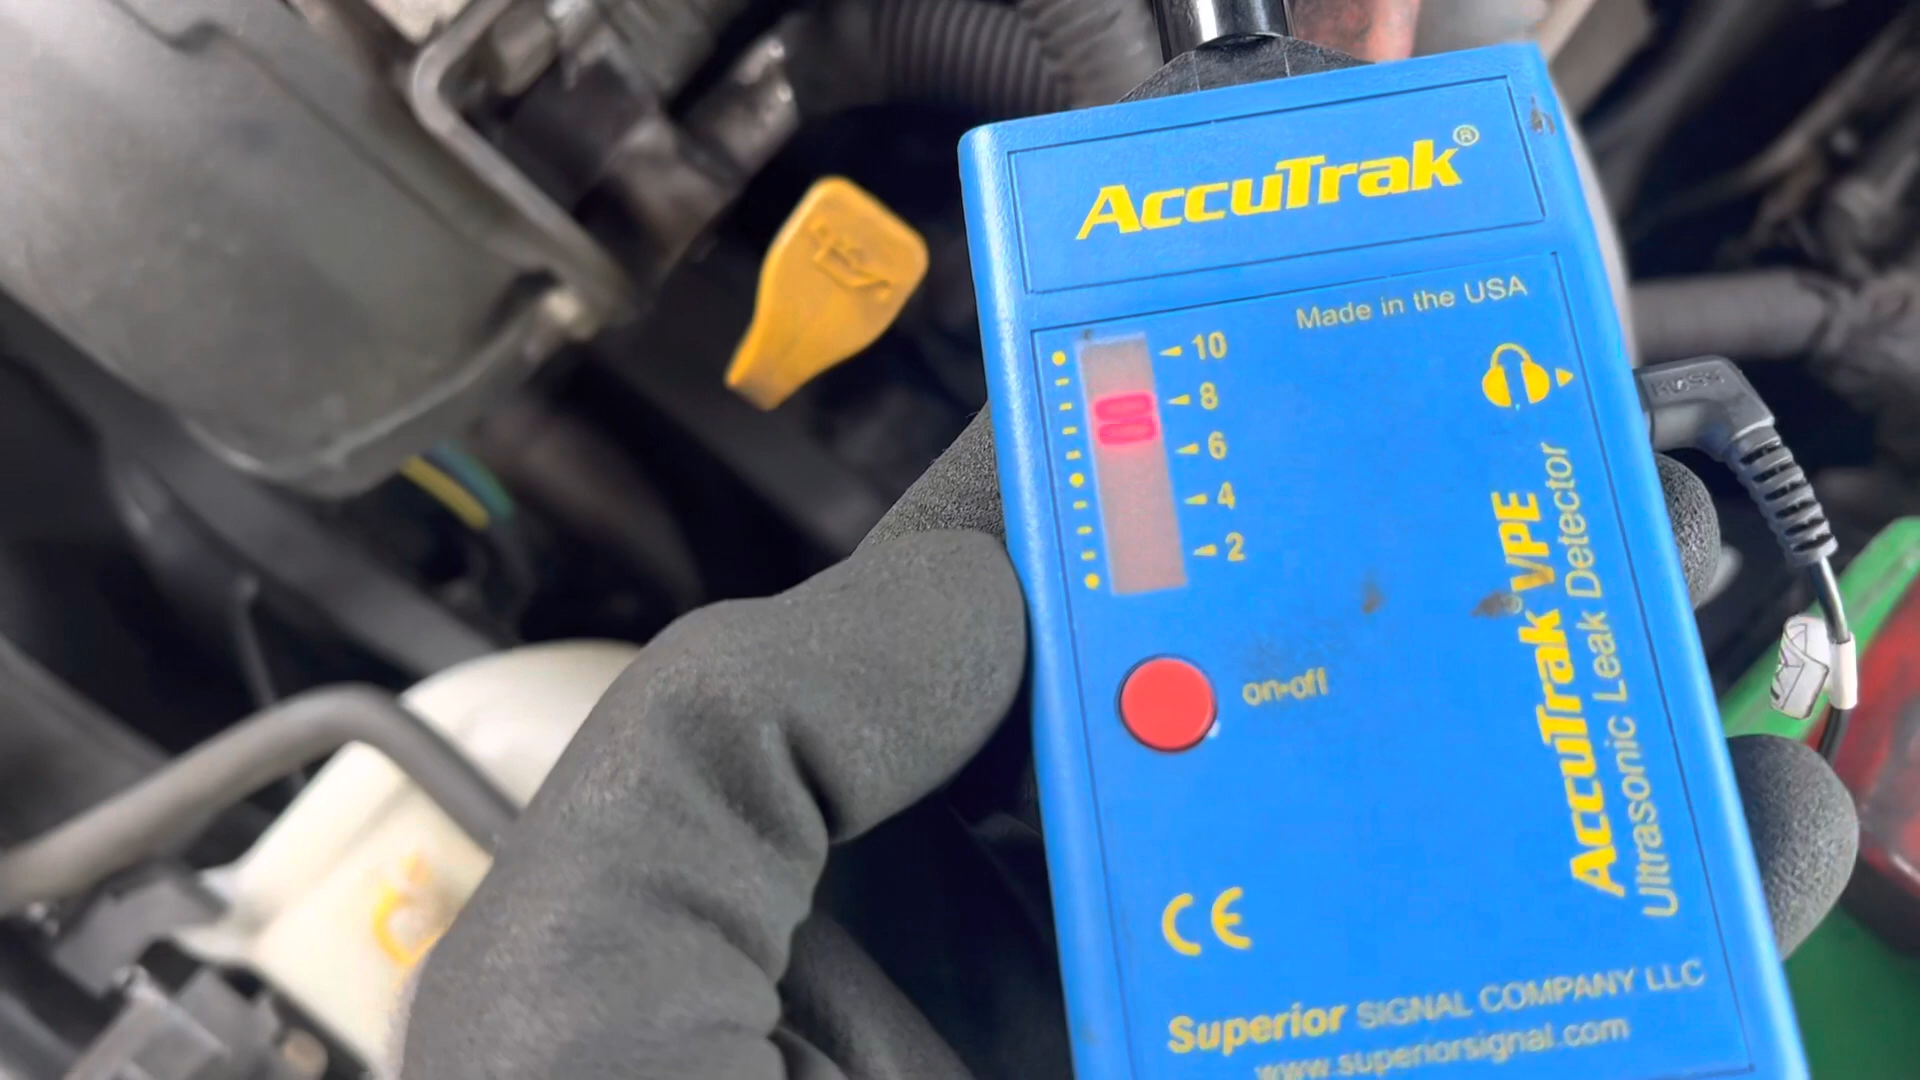 AccuTrak®
Made in the USA
10
8
6
4
2
on-off
AccuTrak® VPE
Ultrasonic Leak Detector
CE
Superior SIGNAL COMPANY LLC
www.superiorsignal.com